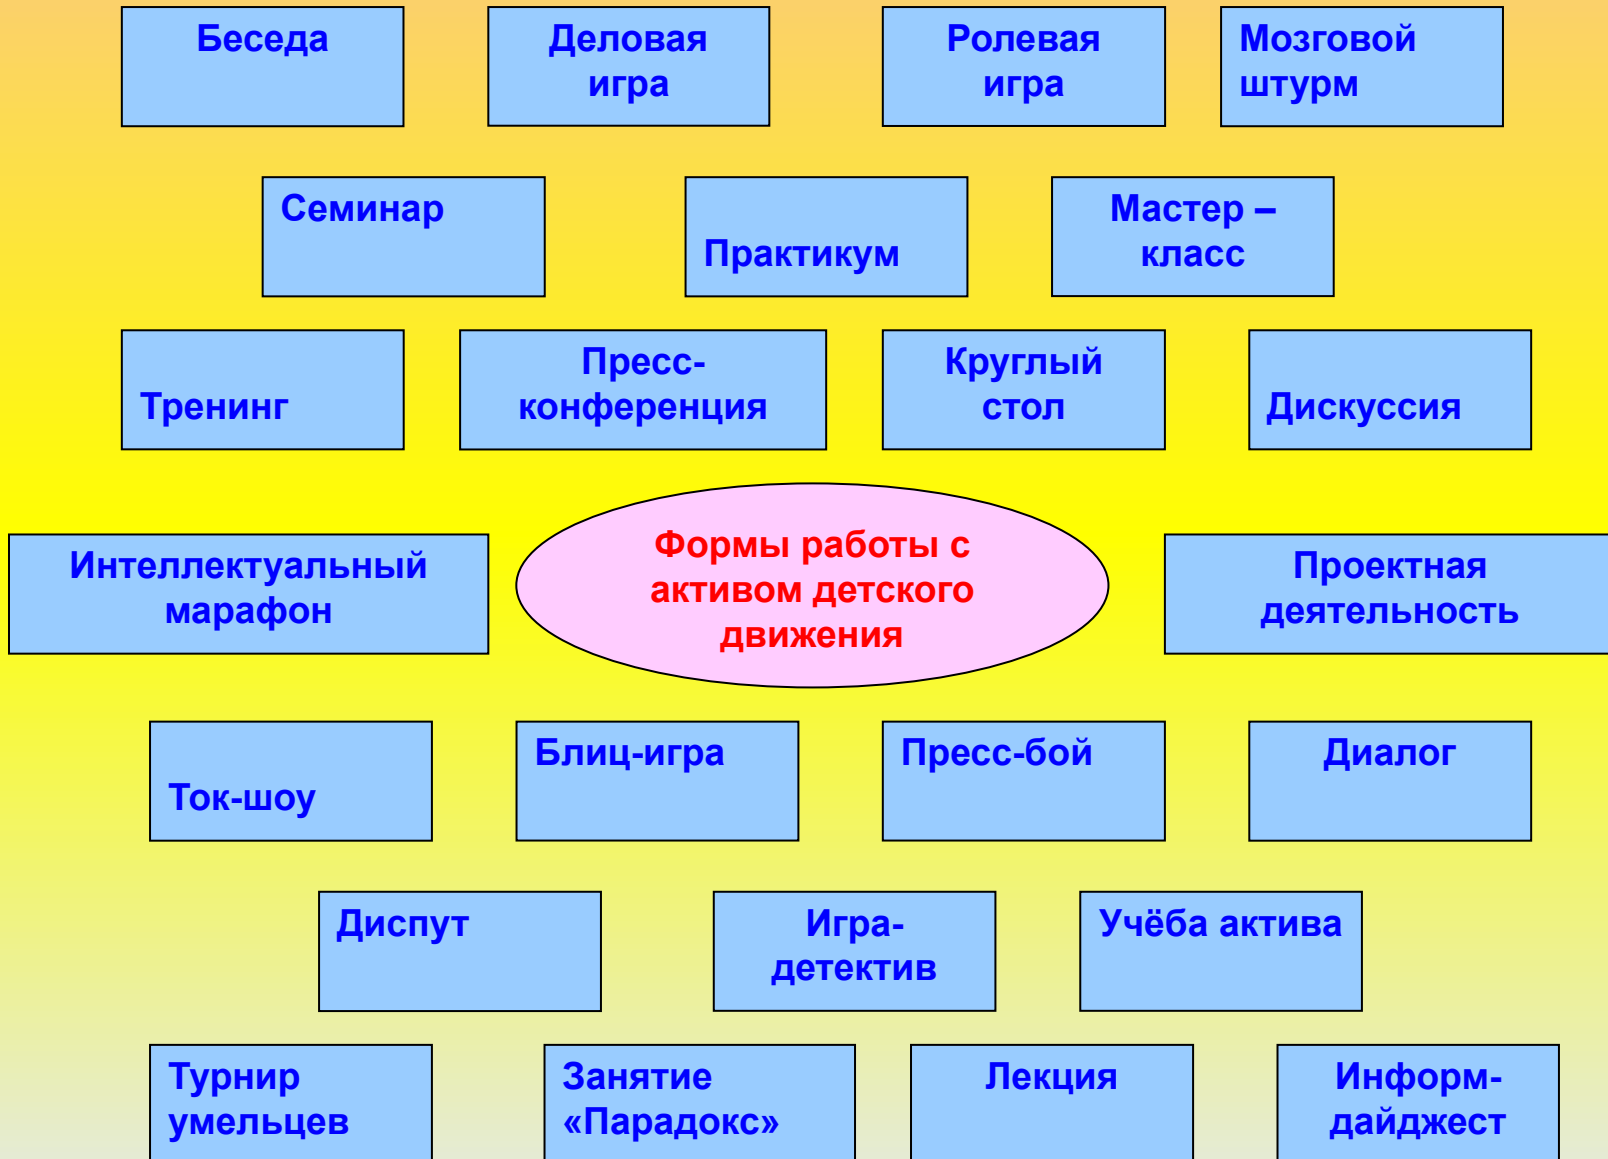 Беседа
Деловая
игра
Ролевая
игра
Мозговой
штурм
Семинар
Практикум
Мастер –
класс
Тренинг
Пресс-
конференция
Круглый
стол
Дискуссия
Интеллектуальный
марафон
Формы работы с
активом детского
движения
Проектная
деятельность
Ток-шоу
Блиц-игра
Пресс-бой
Диалог
Диспут
Игра-
детектив
Учёба актива
Турнир
умельцев
Занятие
«Парадокс»
Лекция
Информ-
дайджест